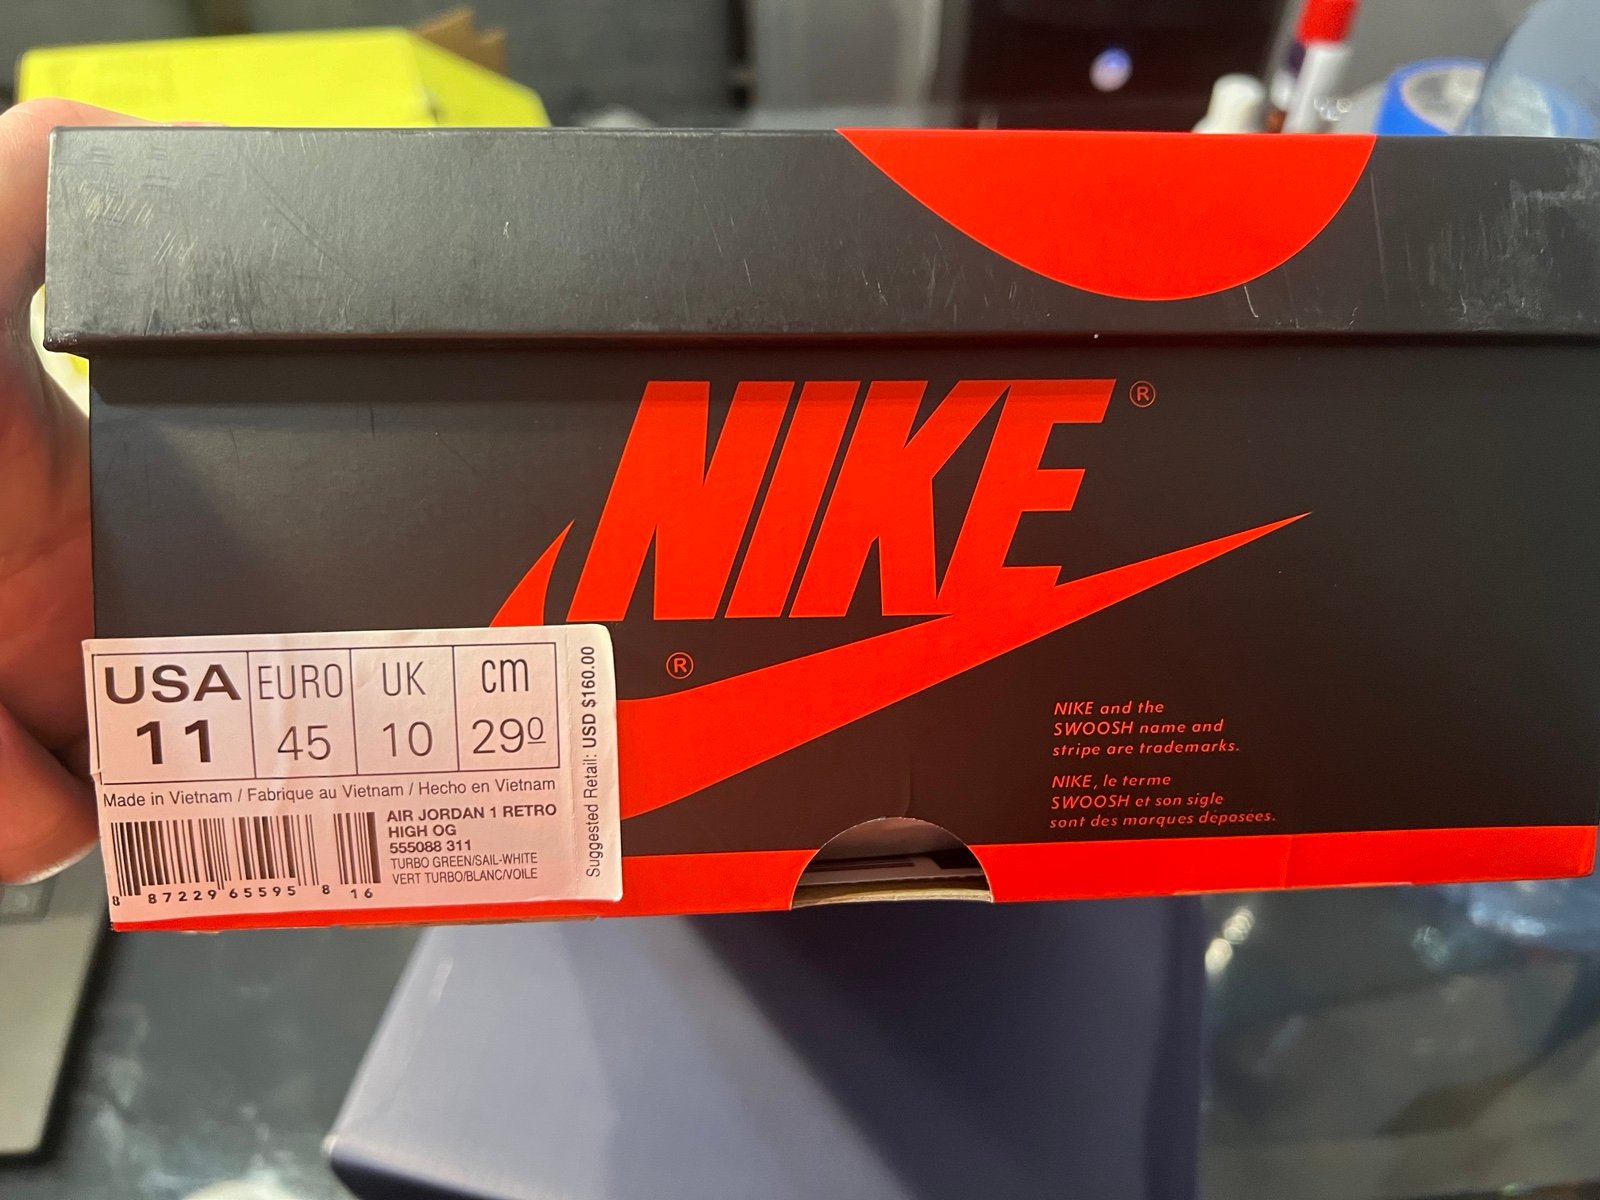 NIKE ®
®
NIKE and the
SWOOSH name and
stripe are trademarks.
NIKE, le terme
SWOOSH et son sigle
sont des marques déposées.
USA EURO UK cm
11 45 10 29⁰
Made in Vietnam / Fabrique au Vietnam / Hecho en Vietnam
AIR JORDAN 1 RETRO
HIGH OG
555088 311
TURBO GREEN/SAIL-WHITE
VERT TURBO/BLANC/VOILE
8 87229 65595 8 16
Suggested Retail: USD $160.00